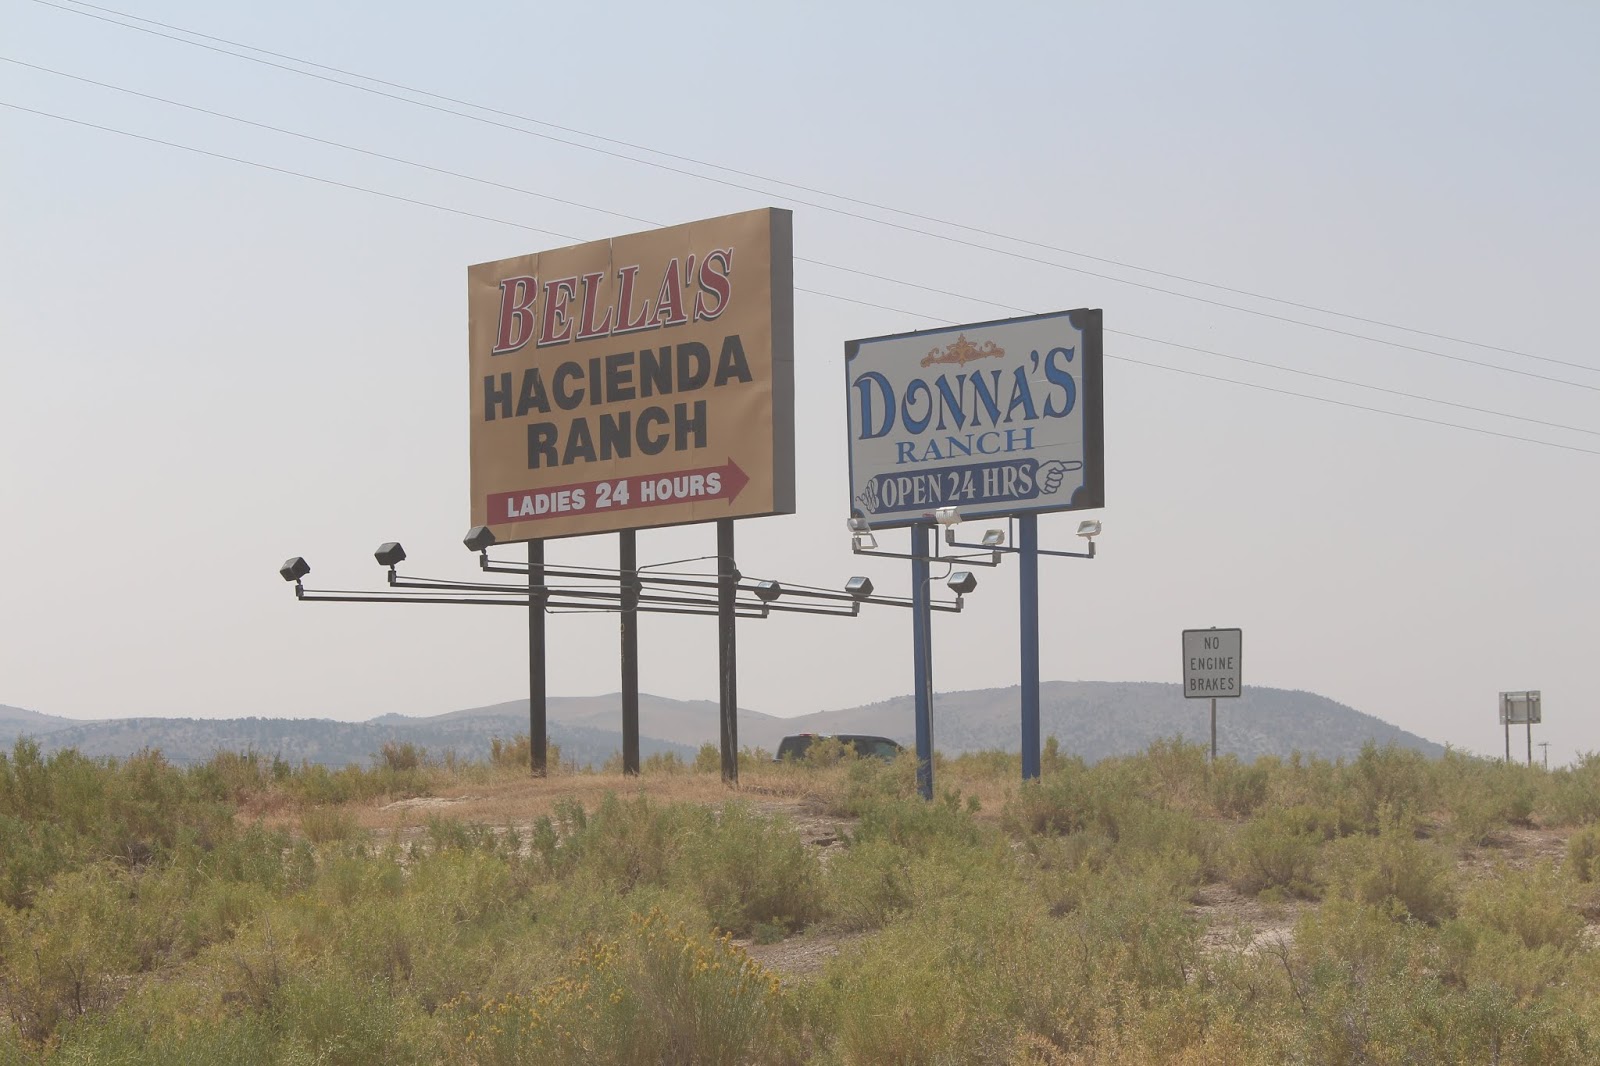 BELLA'S
HACIENDA
RANCH
LADIES 24 HOURS
DONNA'S
RANCH
OPEN 24 HRS
NO
ENGINE
BRAKES